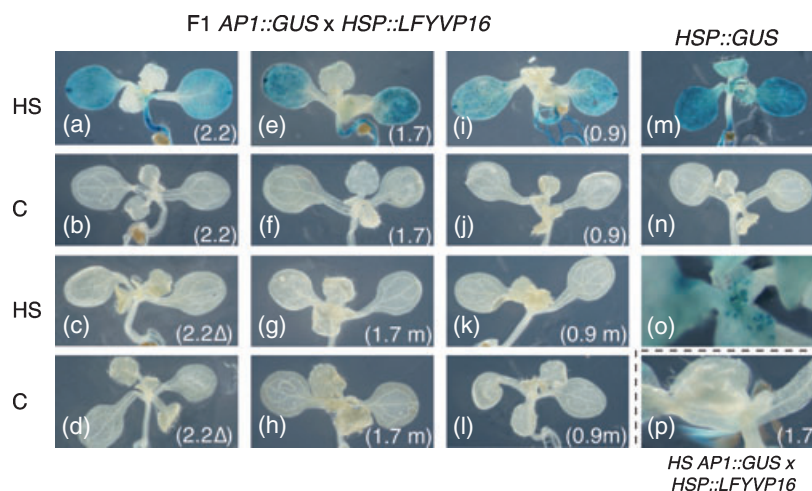 F1 AP1::GUS x HSP::LFYVP16
HSP::GUS
HS (a) (2.2) (e) (1.7) (i) (0.9) (m)
C (b) (2.2) (f) (1.7) (j) (0.9) (n)
HS (c) (2.2Δ) (g) (1.7 m) (k) (0.9 m) (o)
C (d) (2.2Δ) (h) (1.7 m) (l) (0.9m) (p) (1.7
HS AP1::GUS x
HSP::LFYVP16